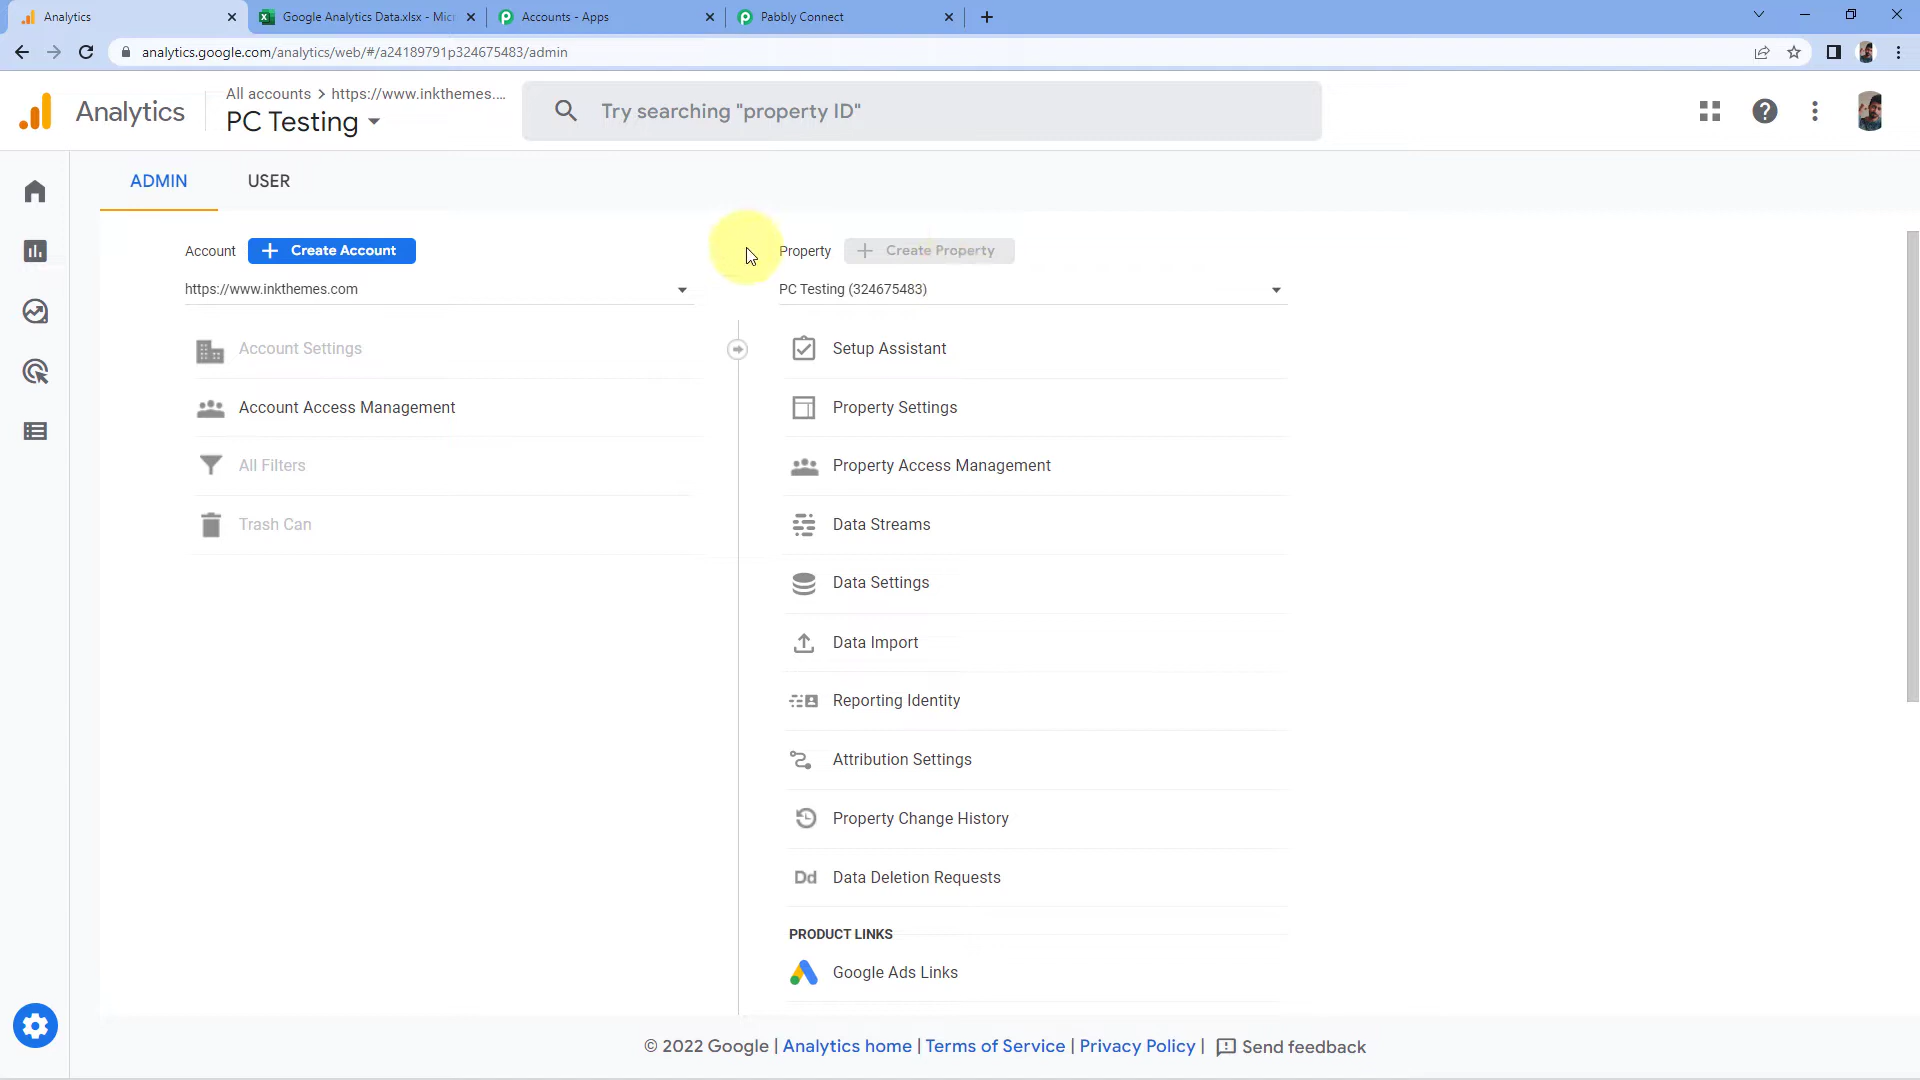 Analytics
Google Analytics Data.xlsx - Micr
Accounts - Apps
Pabbly Connect
analytics.google.com/analytics/web/#/a24189791p324675483/admin
Analytics
All accounts > https://www.inkthemes....
PC Testing
Try searching "property ID"
ADMIN
USER
Account
+ Create Account
Property
+ Create Property
https://www.inkthemes.com
PC Testing (324675483)
Account Settings
Setup Assistant
Account Access Management
Property Settings
All Filters
Property Access Management
Trash Can
Data Streams
Data Settings
Data Import
Reporting Identity
Attribution Settings
Property Change History
Dd Data Deletion Requests
PRODUCT LINKS
Google Ads Links
© 2022 Google | Analytics home | Terms of Service | Privacy Policy | Send feedback